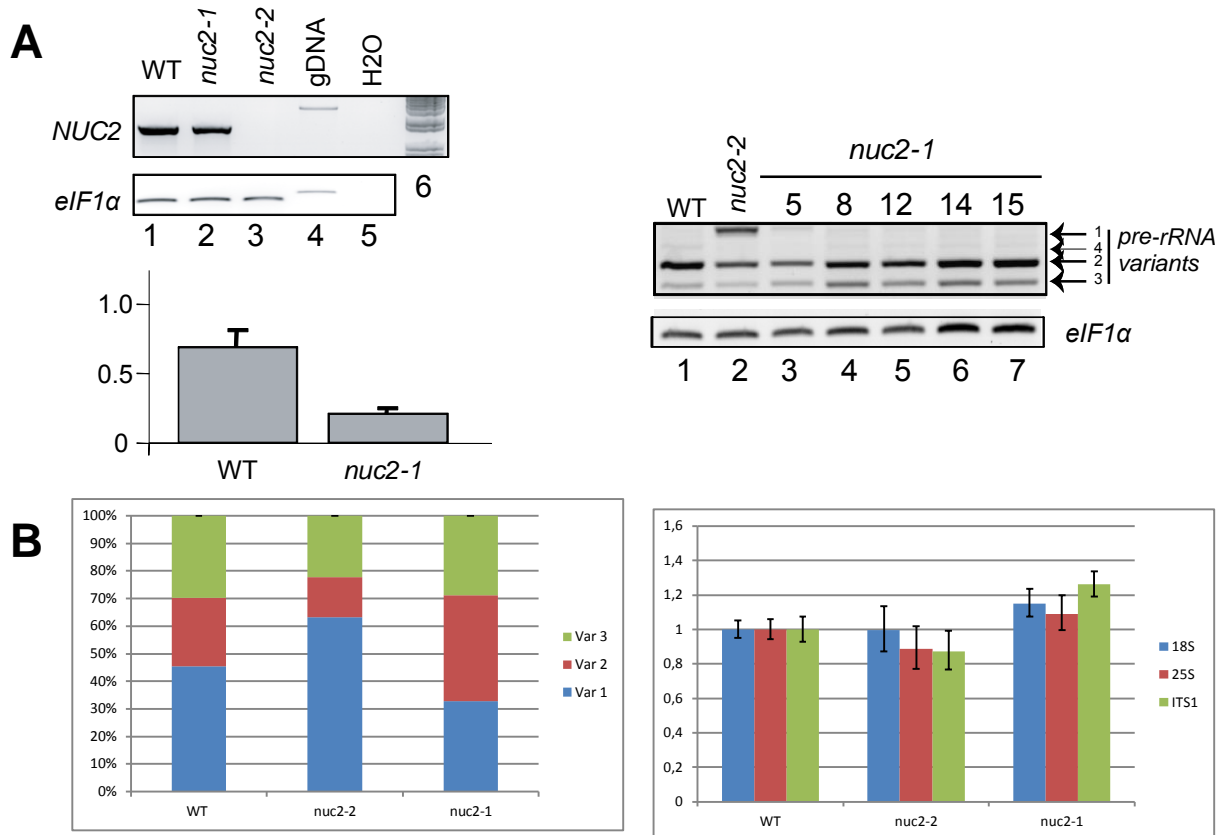 A
WT
nuc2-1
nuc2-2
gDNA
H2O
NUC2
6
eIF1α
1 2 3 4 5
1.0
0.5
0
WT nuc2-1
WT
nuc2-2
nuc2-1
5 8 12 14 15
1
4
2
3
pre-rRNA
variants
eIF1α
1 2 3 4 5 6 7
B
100%
90%
80%
70%
60%
50%
40%
30%
20%
10%
0%
WT nuc2-2 nuc2-1
Var 3
Var 2
Var 1
1,6
1,4
1,2
1
0,8
0,6
0,4
0,2
0
WT nuc2-2 nuc2-1
18S
25S
ITS1